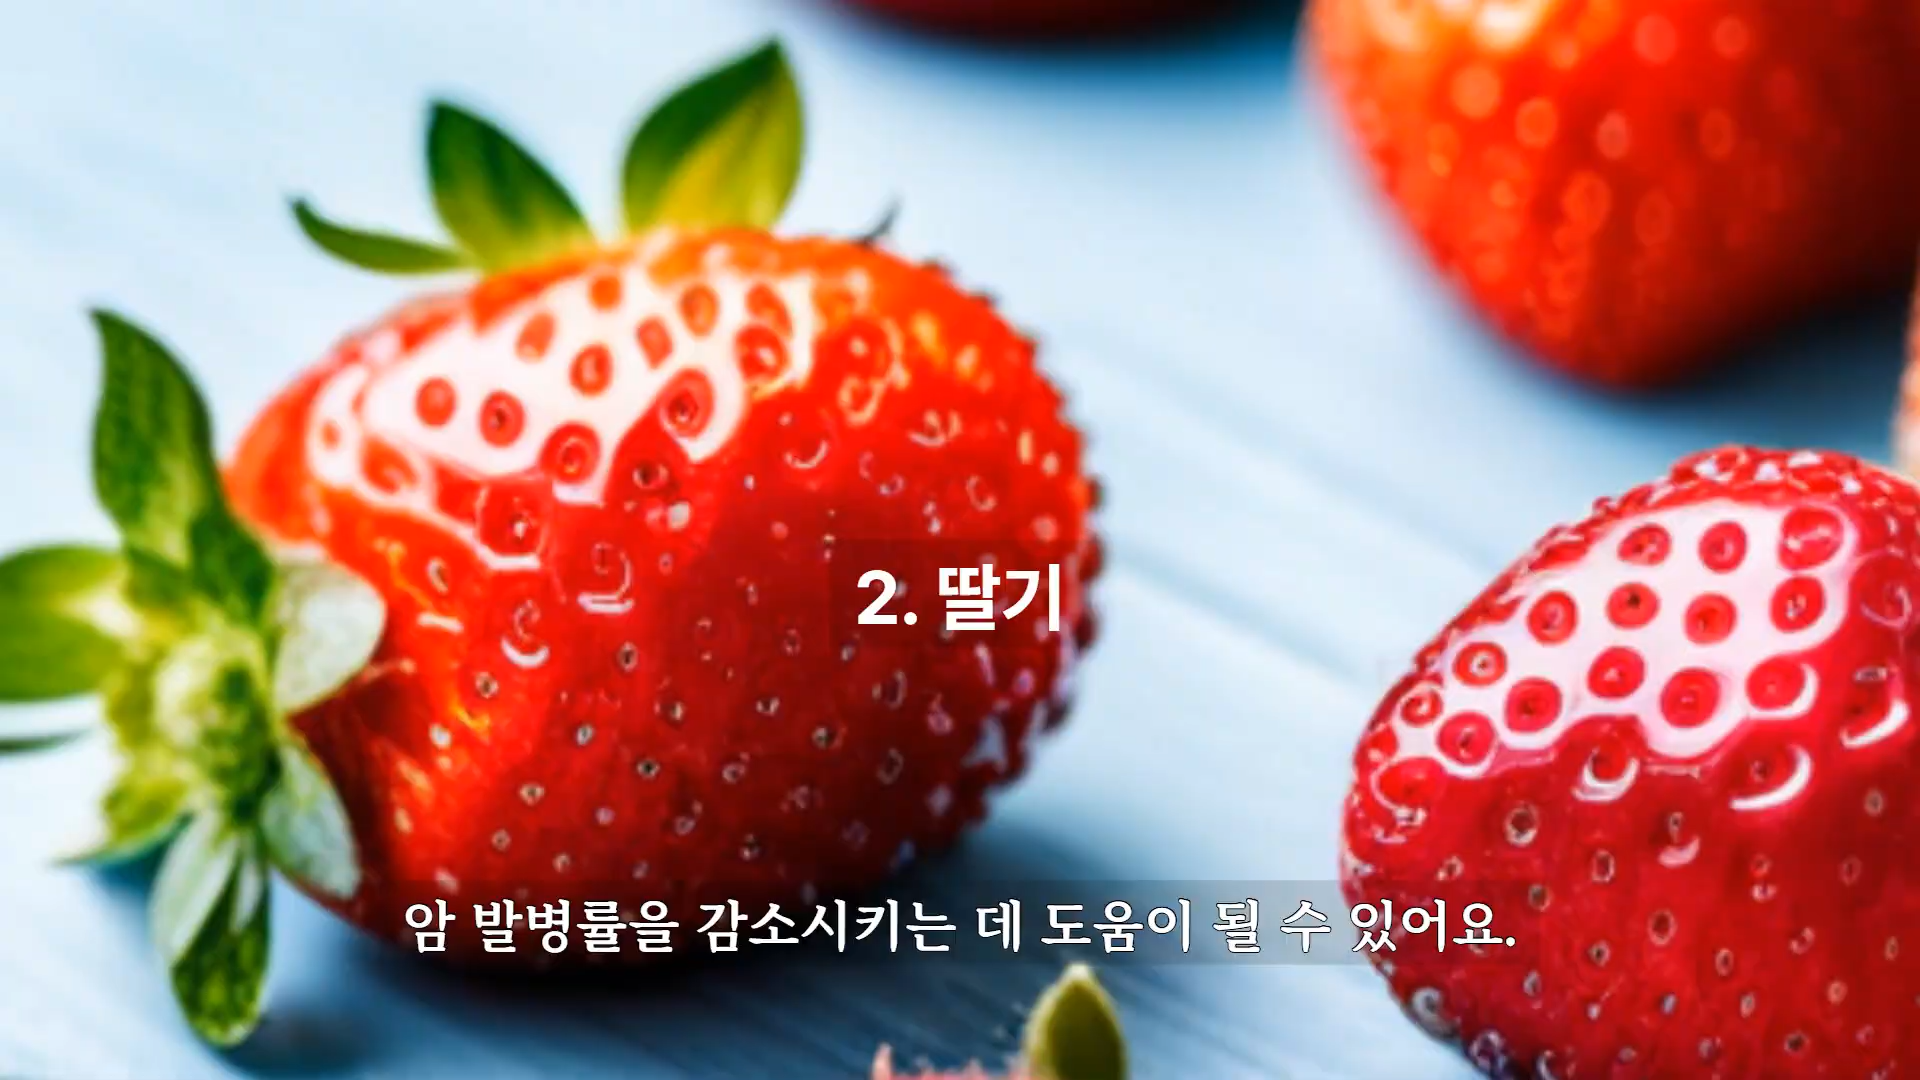 2. 딸기
암 발병률을 감소시키는 데 도움이 될 수 있어요.